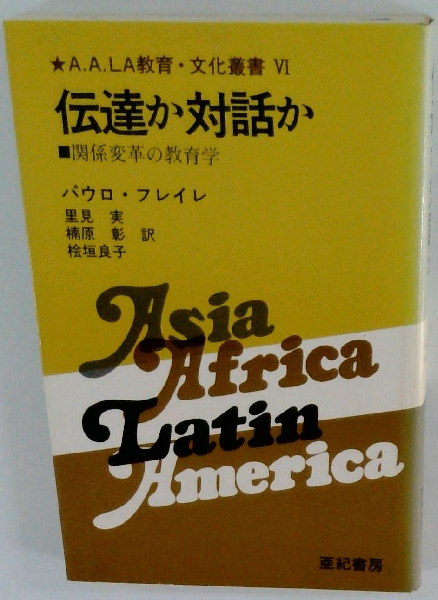 ★A.A.LA教育・文化叢書 Ⅵ
伝達か対話か
■関係変革の教育学
パウロ・フレイレ
里見 実
楠原 彰 訳
桧垣良子
Asia
Africa
Latin
America
亜紀書房